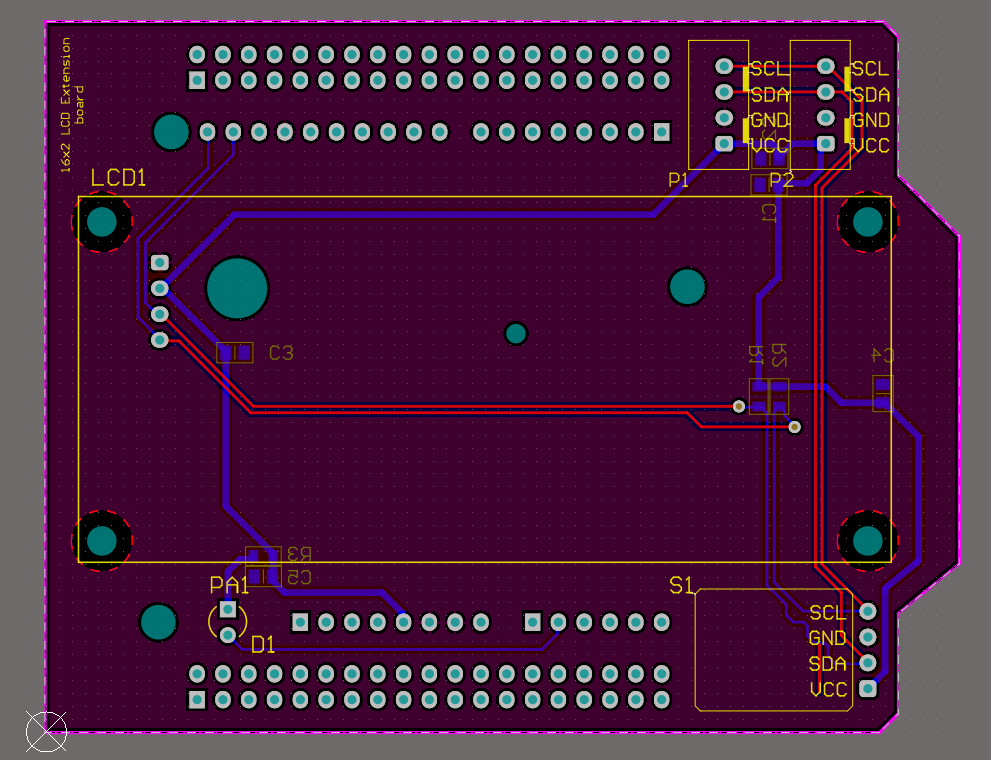 16x2 LCD Extension
board
LCD1
SCL
SDA
GND
VCC
P1
SCL
SDA
GND
VCC
P2
C1
C3
R1
R2
C4
R3
C5
PA1
D1
S1
SCL
GND
SDA
VCC